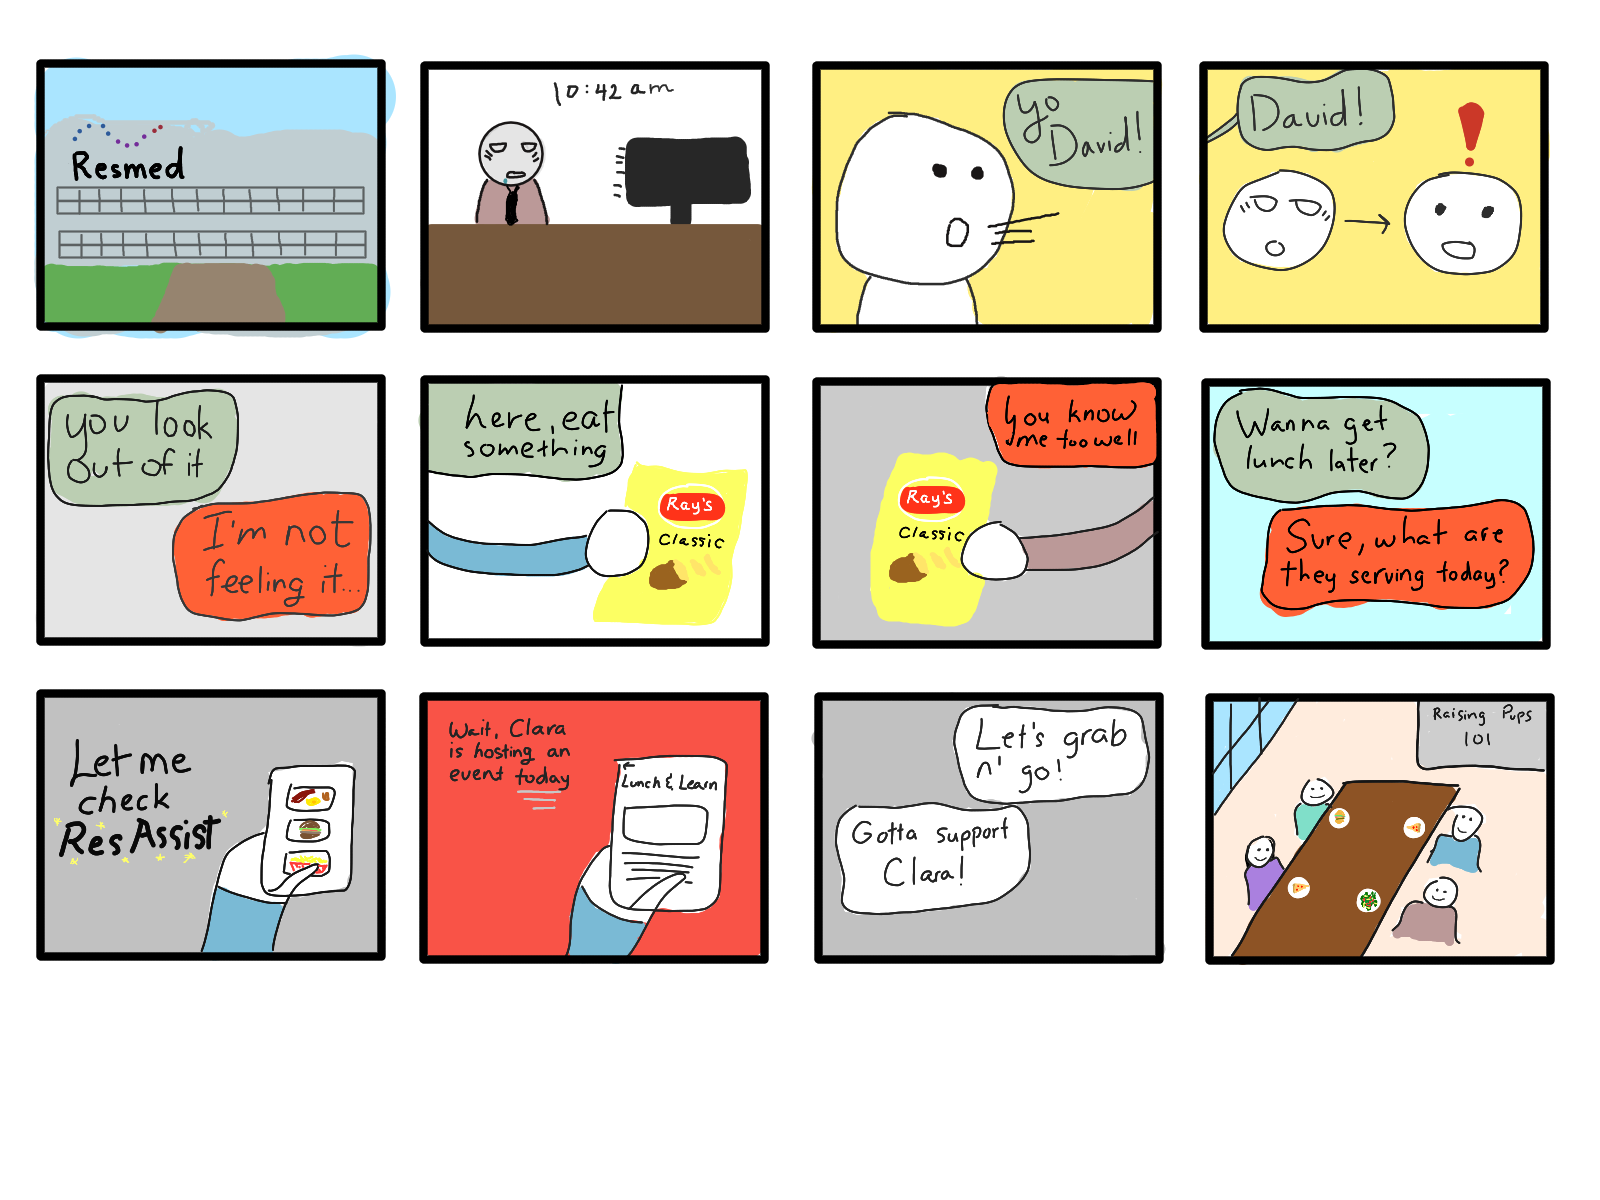 Resmed
10:42 am
yo
David!
David!
!
you look
out of it
I'm not
feeling it...
here, eat
something
Ray's
Classic
you know
me too well
Ray's
Classic
Wanna get
lunch later?
Sure, what are
they serving today?
Let me
check
ResAssist
Wait, Clara
is hosting an
event today
Lunch & Learn
Let's grab
n' go!
Gotta support
Clara!
Raising Pups
101